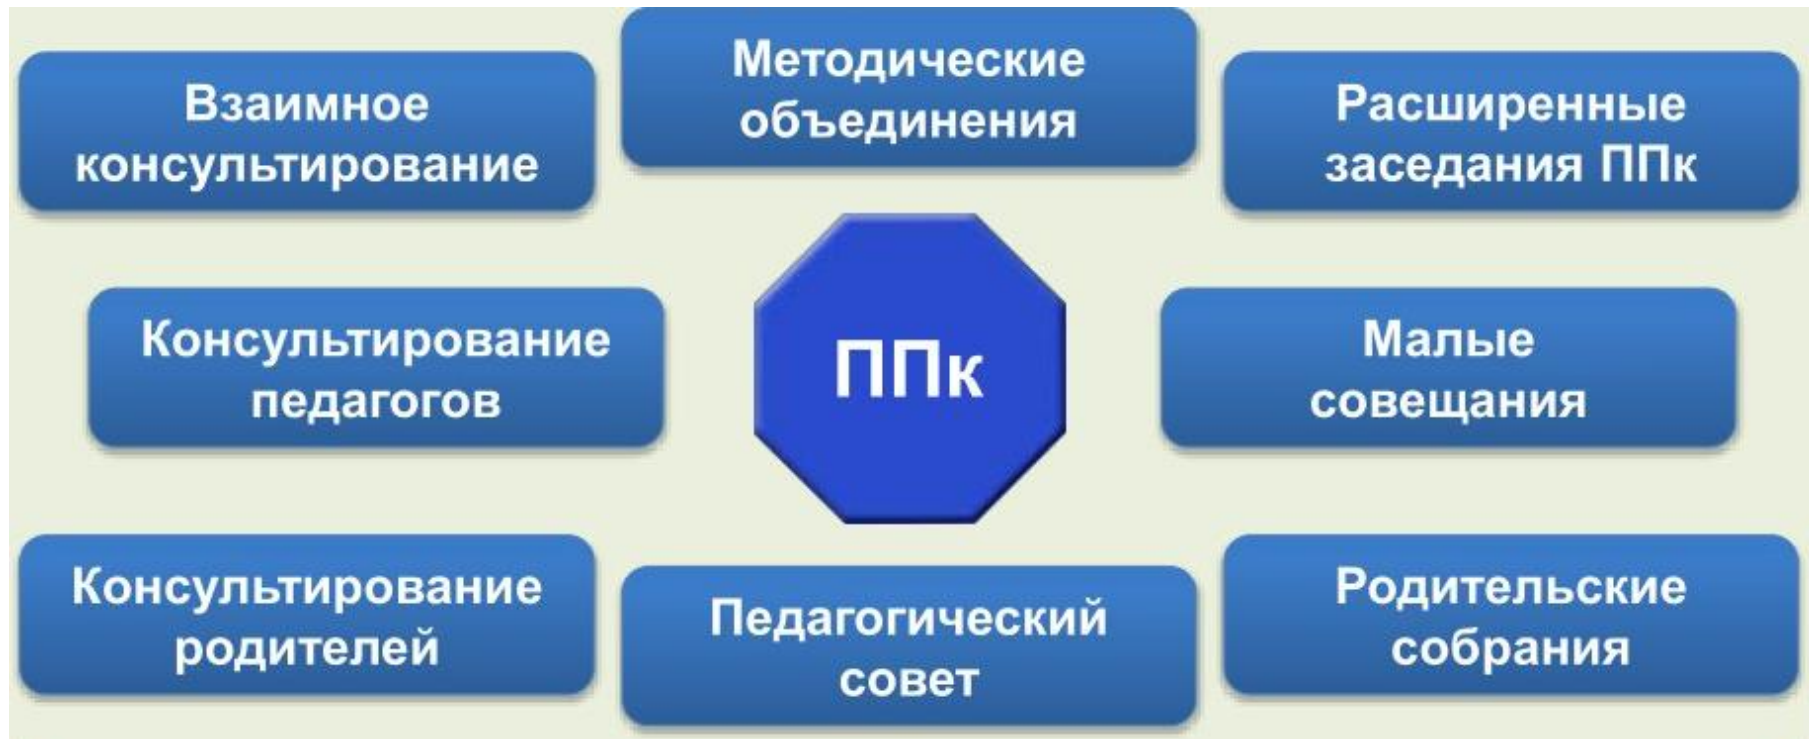 Методические
объединения
Взаимное
консультирование
Расширенные
заседания ППк
Консультирование
педагогов
ППк
Малые
совещания
Консультирование
родителей
Педагогический
совет
Родительские
собрания